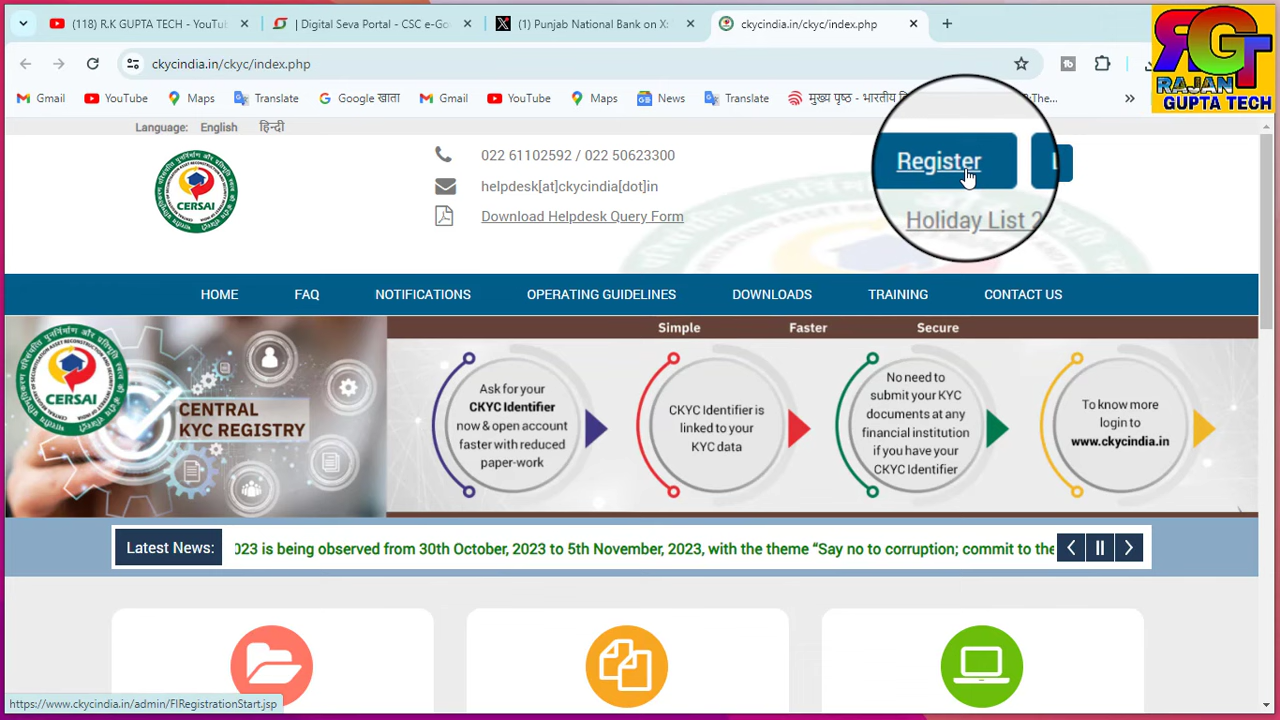 (118) R.K GUPTA TECH - YouTu
| Digital Seva Portal - CSC e-Go
(1) Punjab National Bank on X:
ckycindia.in/ckyc/index.php
ckycindia.in/ckyc/index.php
Gmail
YouTube
Maps
Translate
Google खाता
Gmail
YouTube
Maps
News
Translate
मुख्य पृष्ठ - भारतीय
RGT
RAJAN
GUPTA TECH
Language: English हिन्दी
CERSAI
022 61102592 / 022 50623300
helpdesk[at]ckycindia[dot]in
Download Helpdesk Query Form
Register
Holiday List 2
HOME FAQ NOTIFICATIONS OPERATING GUIDELINES DOWNLOADS TRAINING CONTACT US
Simple Faster Secure
CERSAI
CENTRAL
KYC REGISTRY
Ask for your
CKYC Identifier
now & open account
faster with reduced
paper-work
CKYC Identifier is
linked to your
KYC data
No need to
submit your KYC
documents at any
financial institution
if you have your
CKYC Identifier
To know more
login to
www.ckycindia.in
Latest News:
2023 is being observed from 30th October, 2023 to 5th November, 2023, with the theme “Say no to corruption; commit to the
https://www.ckycindia.in/admin/FIRegistrationStart.jsp